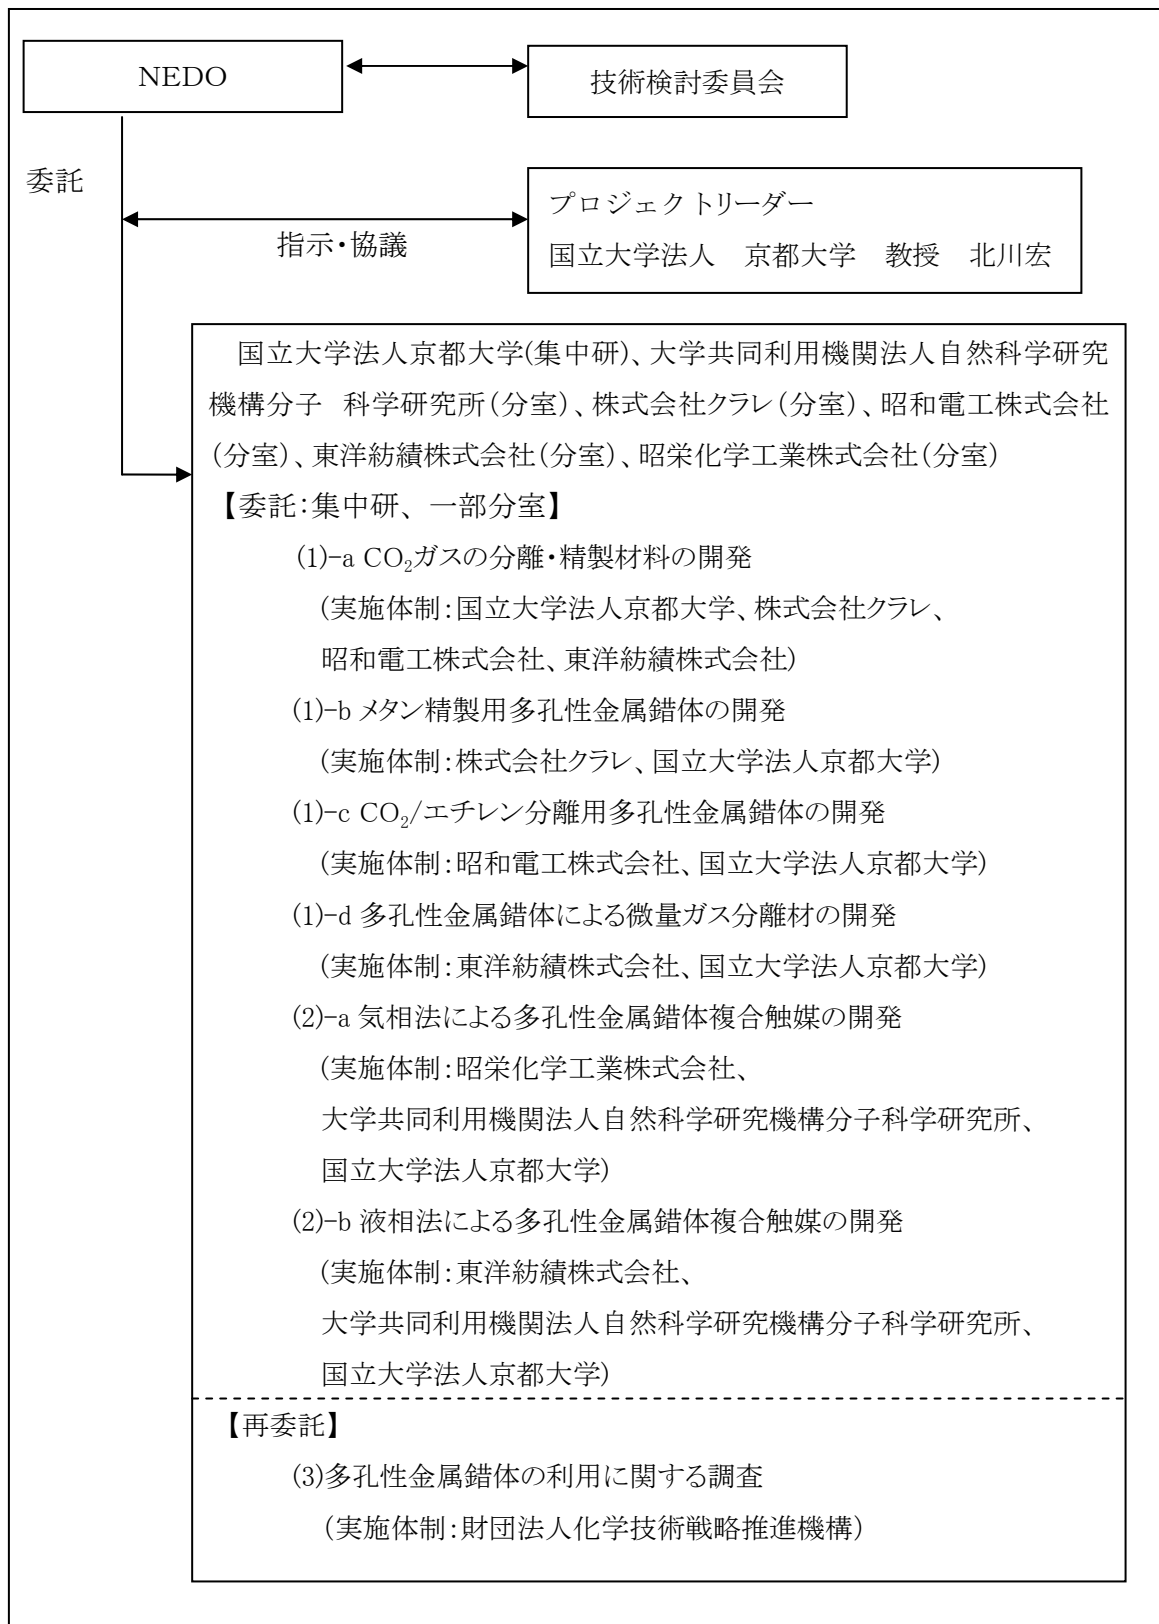 NEDO
技術検討委員会
委託
指示・協議
プロジェクトリーダー
国立大学法人　京都大学　教授　北川宏
国立大学法人京都大学(集中研)、大学共同利用機関法人自然科学研究
機構分子　科学研究所(分室)、株式会社クラレ(分室)、昭和電工株式会社
(分室)、東洋紡績株式会社(分室)、昭栄化学工業株式会社(分室)
【委託：集中研、一部分室】
(1)-a CO₂ガスの分離・精製材料の開発
(実施体制：国立大学法人京都大学、株式会社クラレ、
昭和電工株式会社、東洋紡績株式会社)
(1)-b メタン精製用多孔性金属錯体の開発
(実施体制：株式会社クラレ、国立大学法人京都大学)
(1)-c CO₂/エチレン分離用多孔性金属錯体の開発
(実施体制：昭和電工株式会社、国立大学法人京都大学)
(1)-d 多孔性金属錯体による微量ガス分離材の開発
(実施体制：東洋紡績株式会社、国立大学法人京都大学)
(2)-a 気相法による多孔性金属錯体複合触媒の開発
(実施体制：昭栄化学工業株式会社、
大学共同利用機関法人自然科学研究機構分子科学研究所、
国立大学法人京都大学)
(2)-b 液相法による多孔性金属錯体複合触媒の開発
(実施体制：東洋紡績株式会社、
大学共同利用機関法人自然科学研究機構分子科学研究所、
国立大学法人京都大学)
【再委託】
(3)多孔性金属錯体の利用に関する調査
(実施体制：財団法人化学技術戦略推進機構)